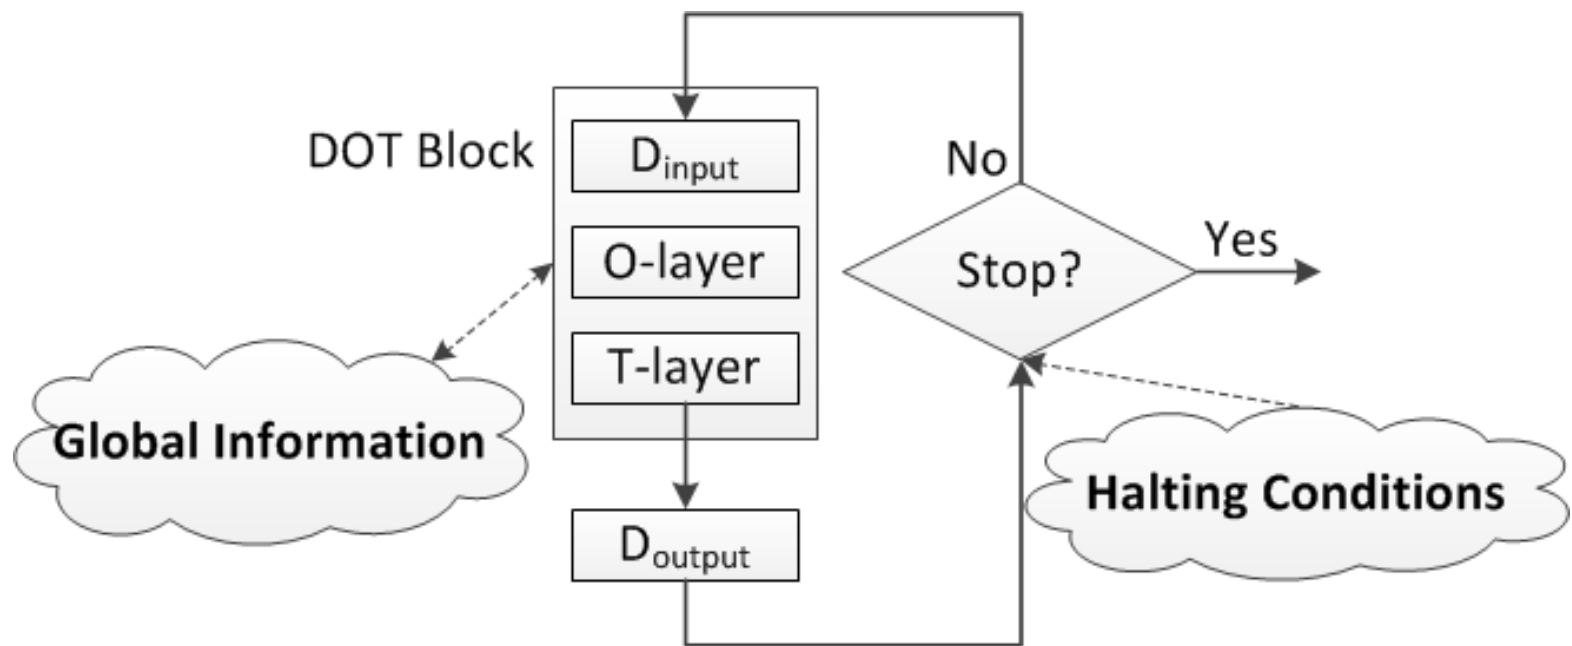 DOT Block
D_input
O-layer
T-layer
D_output
No
Stop?
Yes
Global Information
Halting Conditions